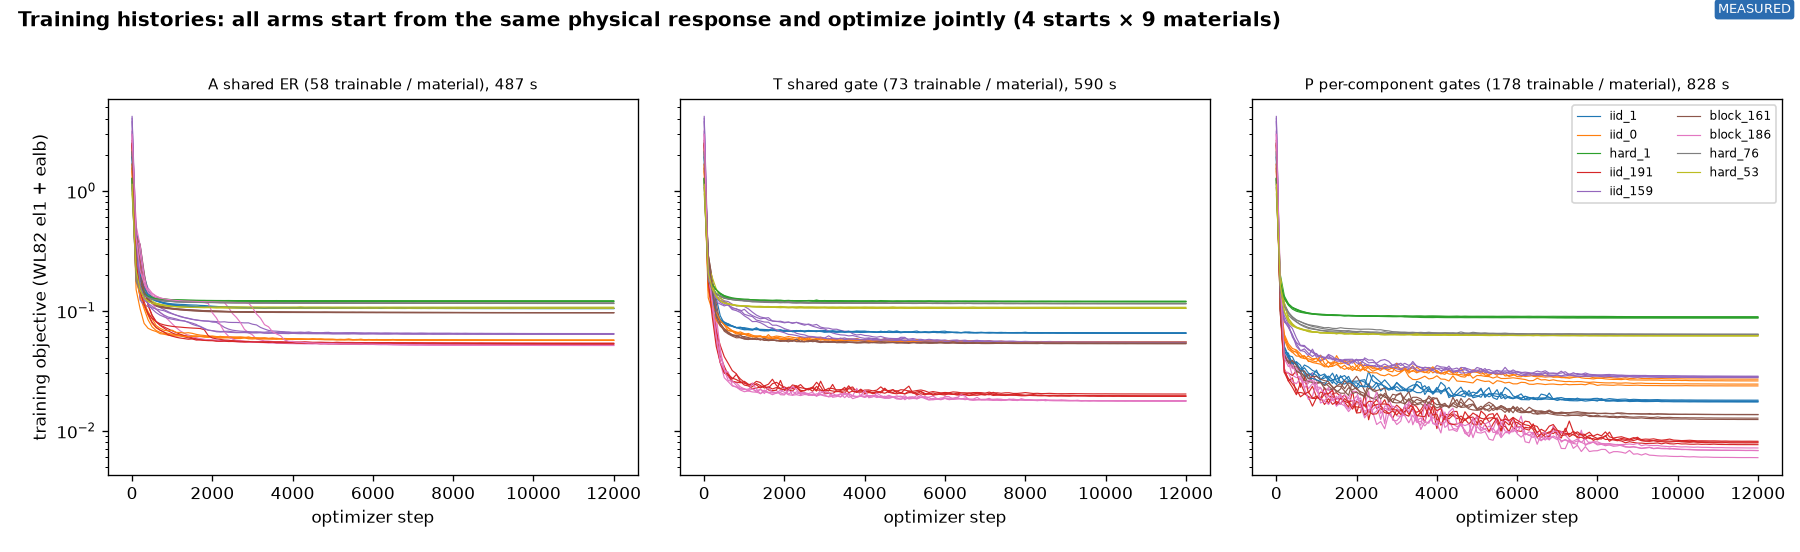 MEASURED
Training histories: all arms start from the same physical response and optimize jointly (4 starts × 9 materials)
A shared ER (58 trainable / material), 487 s
T shared gate (73 trainable / material), 590 s
P per-component gates (178 trainable / material), 828 s
training objective (WL82 el1 + ealb)
10⁰
10⁻¹
10⁻²
iid_1
iid_0
hard_1
iid_191
iid_159
block_161
block_186
hard_76
hard_53
0 2000 4000 6000 8000 10000 12000
0 2000 4000 6000 8000 10000 12000
0 2000 4000 6000 8000 10000 12000
optimizer step
optimizer step
optimizer step